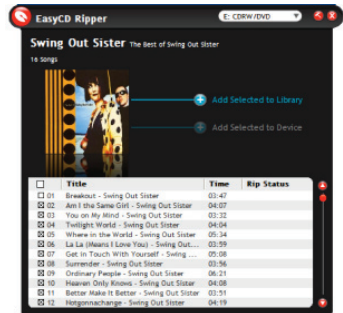 EasyCD Ripper
E: CDRW/DVD
Swing Out Sister The Best of Swing Out Sister
16 Songs
Add Selected to Library
Add Selected to Device
Title Time Rip Status
01 Breakout - Swing Out Sister 03:47
02 Am I the Same Girl - Swing Out Sister 04:07
03 You on My Mind - Swing Out Sister 03:32
04 Twilight World - Swing Out Sister 04:04
05 Where in the World - Swing Out Sister 05:34
06 La La (Means I Love You) - Swing Out... 03:59
07 Get in Touch With Yourself - Swing ... 05:08
08 Surrender - Swing Out Sister 03:56
09 Ordinary People - Swing Out Sister 06:21
10 Heaven Only Knows - Swing Out Sister 04:08
11 Better Make It Better - Swing Out Sister 03:51
12 Notgonnachange - Swing Out Sister 04:19